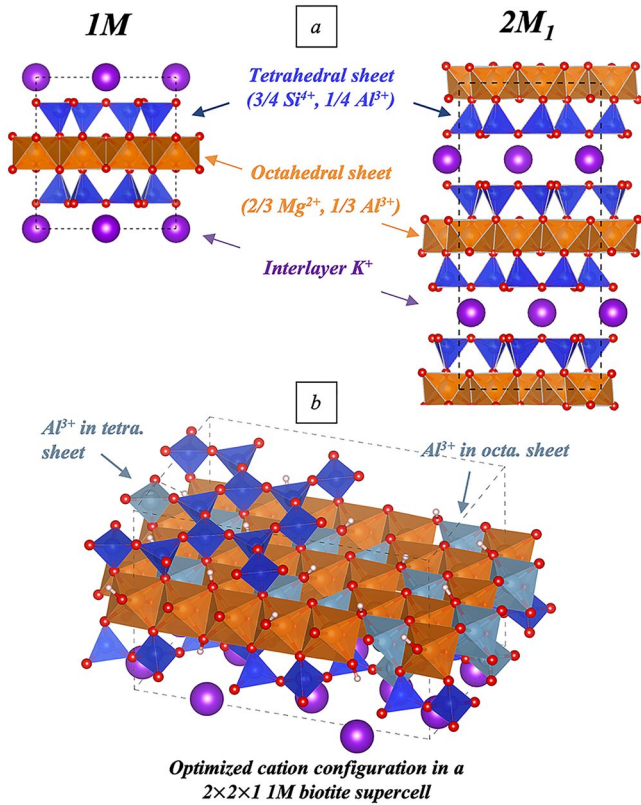 1M
a
2M₁
Tetrahedral sheet
(3/4 Si⁴⁺, 1/4 Al³⁺)
Octahedral sheet
(2/3 Mg²⁺, 1/3 Al³⁺)
Interlayer K⁺
b
Al³⁺ in tetra.
sheet
Al³⁺ in octa. sheet
Optimized cation configuration in a
2×2×1 1M biotite supercell